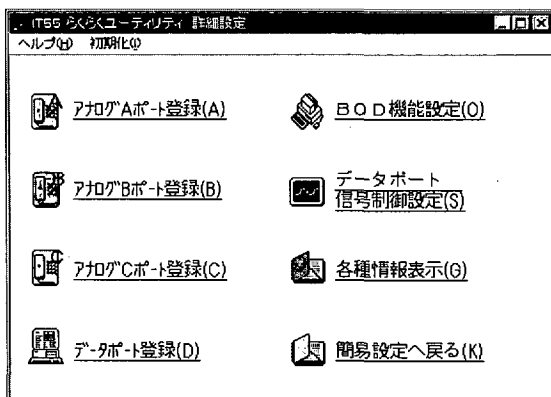 IT55 らくらくユーティリティ 詳細設定
ヘルプ(H) 初期化(I)
アナログAポート登録(A)
BOD機能設定(O)
アナログBポート登録(B)
データポート
信号制御設定(S)
アナログCポート登録(C)
各種情報表示(G)
データポート登録(D)
簡易設定へ戻る(K)